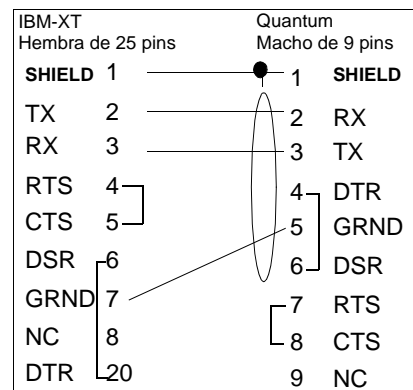 IBM-XT Quantum
Hembra de 25 pins Macho de 9 pins
SHIELD 1 1 SHIELD
TX 2 2 RX
RX 3 3 TX
RTS 4 4 DTR
CTS 5 5 GRND
DSR 6 6 DSR
GRND 7 7 RTS
NC 8 8 CTS
DTR 20 9 NC